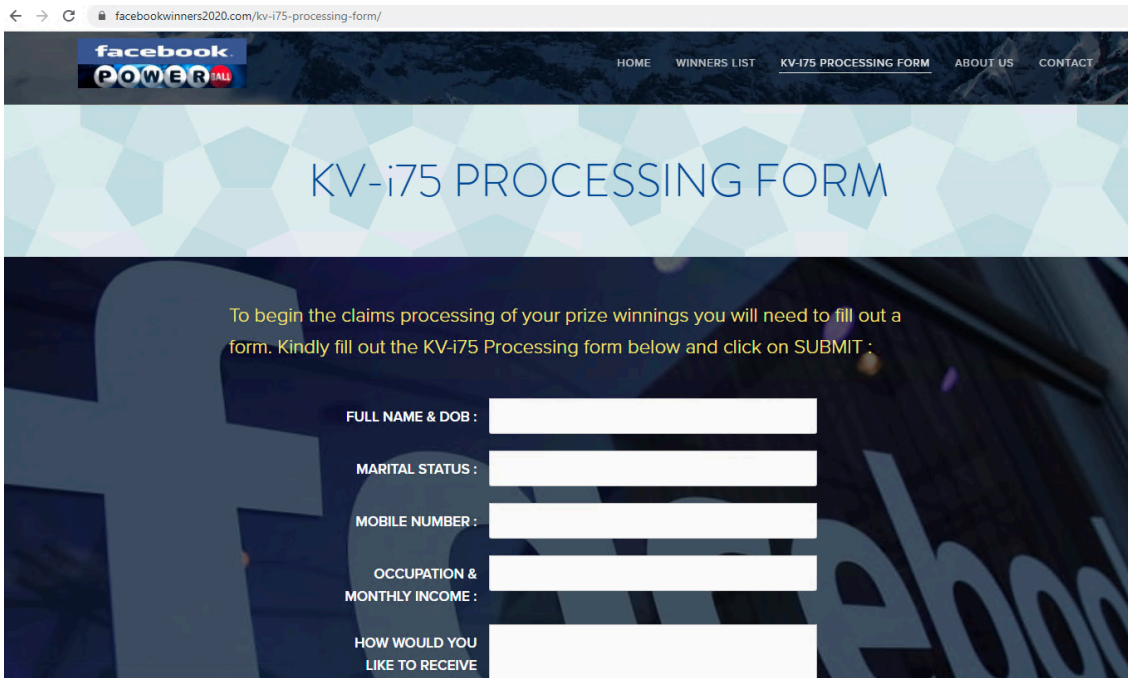 facebookwinners2020.com/kv-i75-processing-form/
facebook.
POWERBALL
HOME WINNERS LIST KV-I75 PROCESSING FORM ABOUT US CONTACT
KV-i75 PROCESSING FORM
To begin the claims processing of your prize winnings you will need to fill out a
form. Kindly fill out the KV-i75 Processing form below and click on SUBMIT :
FULL NAME & DOB :
MARITAL STATUS :
MOBILE NUMBER :
OCCUPATION &
MONTHLY INCOME :
HOW WOULD YOU
LIKE TO RECEIVE
faceboo